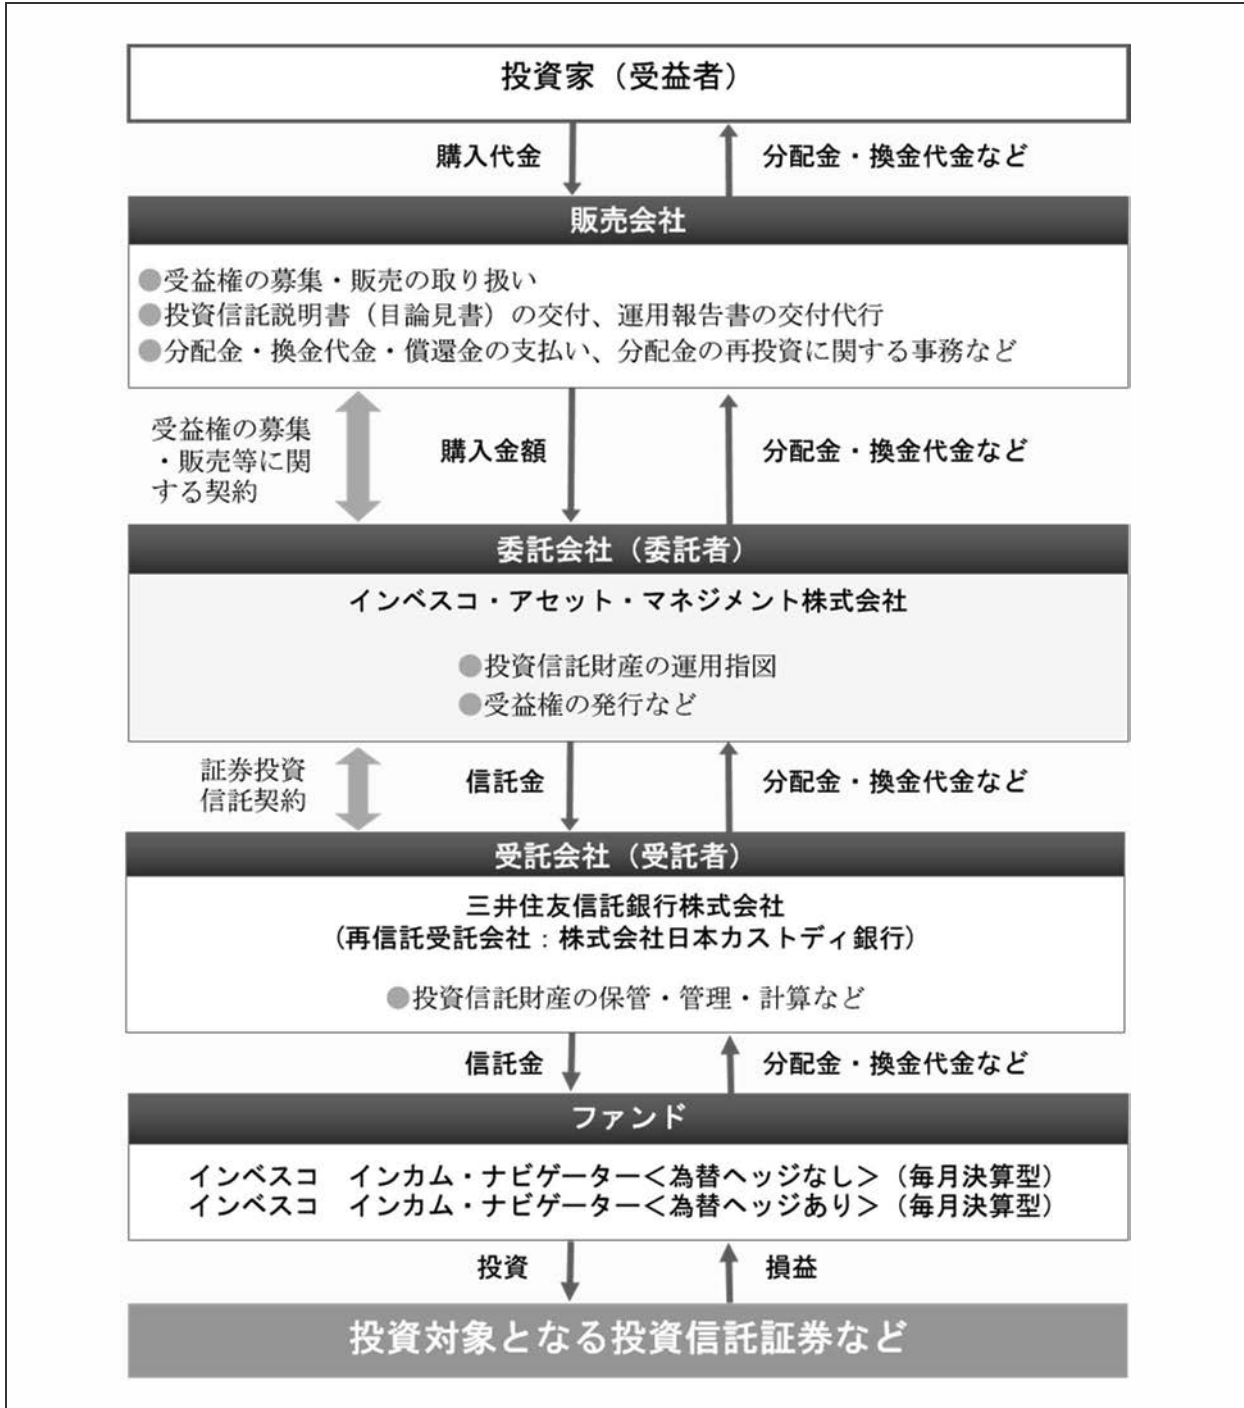 投資家（受益者）
購入代金
分配金・換金代金など
販売会社
●受益権の募集・販売の取り扱い
●投資信託説明書（目論見書）の交付、運用報告書の交付代行
●分配金・換金代金・償還金の支払い、分配金の再投資に関する事務など
受益権の募集
・販売等に関
する契約
購入金額
分配金・換金代金など
委託会社（委託者）
インベスコ・アセット・マネジメント株式会社
●投資信託財産の運用指図
●受益権の発行など
証券投資
信託契約
信託金
分配金・換金代金など
受託会社（受託者）
三井住友信託銀行株式会社
（再信託受託会社：株式会社日本カストディ銀行）
●投資信託財産の保管・管理・計算など
信託金
分配金・換金代金など
ファンド
インベスコ　インカム・ナビゲーター＜為替ヘッジなし＞（毎月決算型）
インベスコ　インカム・ナビゲーター＜為替ヘッジあり＞（毎月決算型）
投資
損益
投資対象となる投資信託証券など